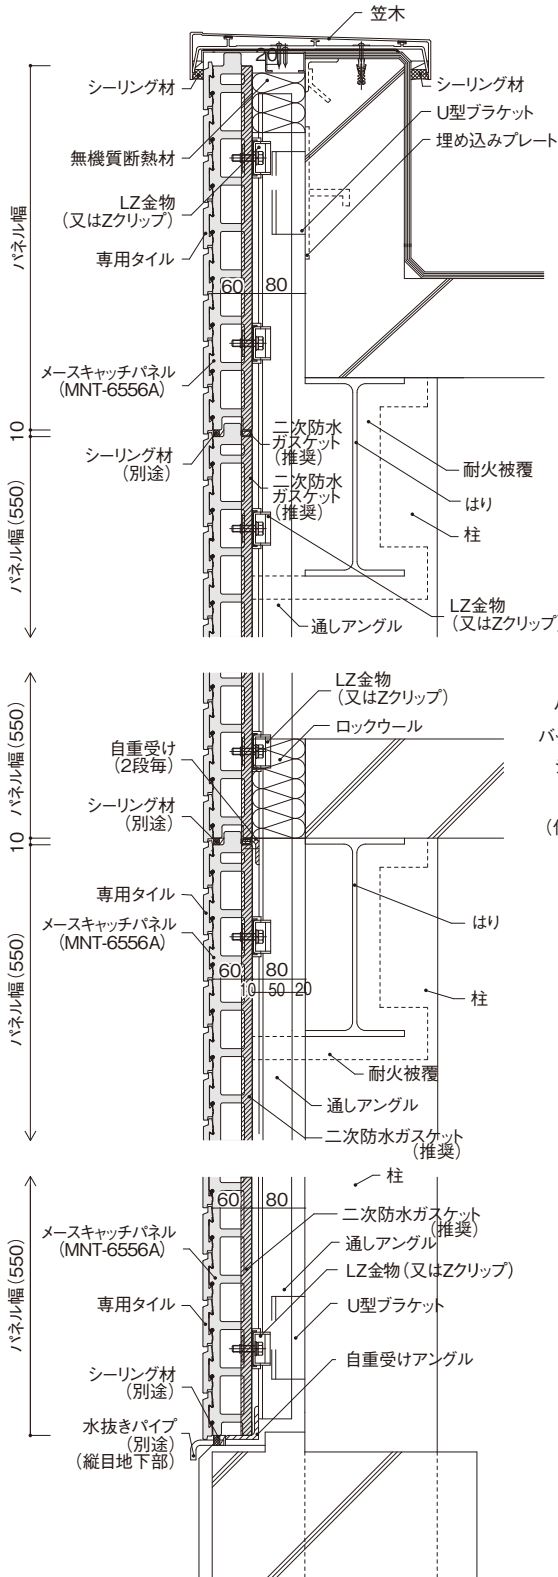 笠木
20
シーリング材
シーリング材
U型ブラケット
埋め込みプレート
無機質断熱材
LZ金物
(又はZクリップ)
パネル幅
専用タイル
60 80
メースキャッチパネル
(MNT-6556A)
10
シーリング材
(別途)
二次防水
ガスケット
(推奨)
二次防水
ガスケット
(推奨)
耐火被覆
はり
柱
パネル幅(550)
LZ金物
(又はZクリップ)
通しアングル
LZ金物
(又はZクリップ)
ロックウール
パネル幅(550)
自重受け
(2段毎)
シーリング材
(別途)
10
専用タイル
メースキャッチパネル
(MNT-6556A)
はり
60 80
10 50 20
柱
パネル幅(550)
耐火被覆
通しアングル
二次防水ガスケット
(推奨)
柱
60 80
二次防水ガスケット
(推奨)
メースキャッチパネル
(MNT-6556A)
通しアングル
LZ金物(又はZクリップ)
パネル幅(550)
専用タイル
U型ブラケット
自重受けアングル
シーリング材
(別途)
水抜きパイプ
(別途)
(縦目地下部)